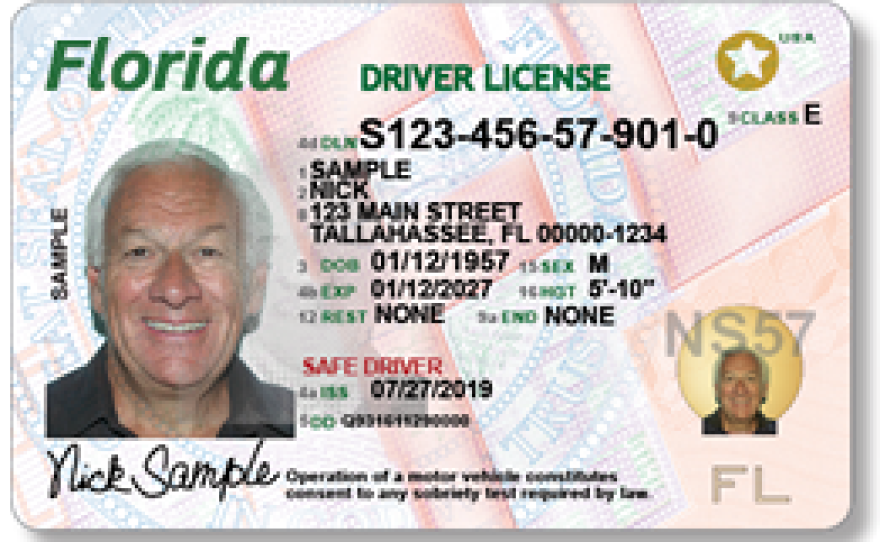 Florida
DRIVER LICENSE
USA
9 CLASS E
4d DLN S123-456-57-901-0
1 SAMPLE
2 NICK
8 123 MAIN STREET
TALLAHASSEE, FL 00000-1234
SAMPLE
3 DOB 01/12/1957 15 SEX M
4b EXP 01/12/2027 16 HGT 5'-10"
12 REST NONE 9a END NONE
NS57
SAFE DRIVER
4a ISS 07/27/2019
5 DD Q931611290000
Nick Sample
Operation of a motor vehicle constitutes
consent to any sobriety test required by law.
FL